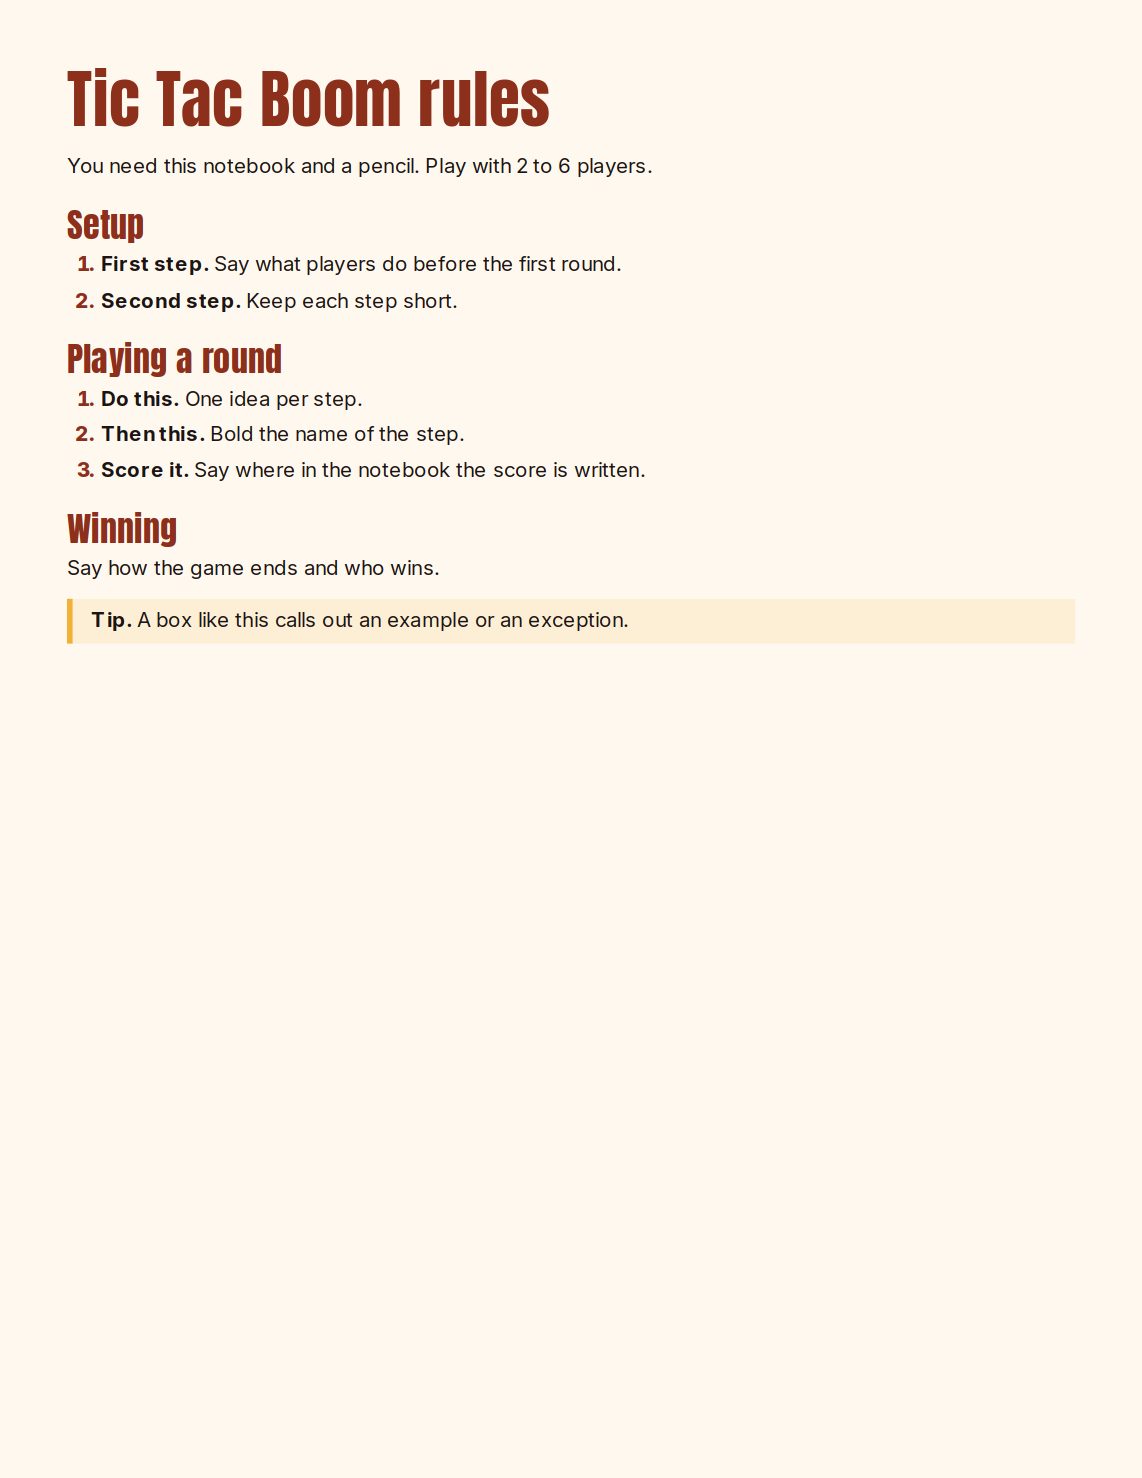 Tic Tac Boom rules
You need this notebook and a pencil. Play with 2 to 6 players.
Setup
1. First step. Say what players do before the first round.
2. Second step. Keep each step short.
Playing a round
1. Do this. One idea per step.
2. Then this. Bold the name of the step.
3. Score it. Say where in the notebook the score is written.
Winning
Say how the game ends and who wins.
Tip. A box like this calls out an example or an exception.